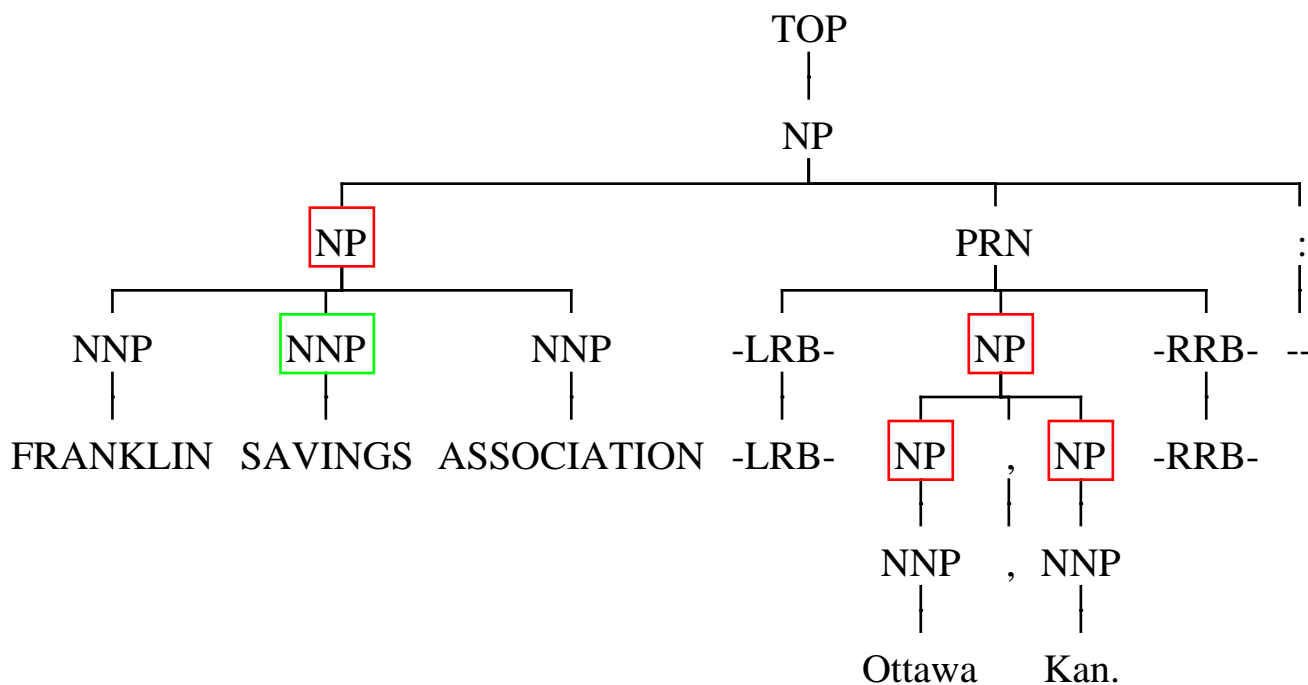 TOP
NP
NP PRN :
NNP NNP NNP -LRB- NP -RRB- --
FRANKLIN SAVINGS ASSOCIATION -LRB- NP , NP -RRB-
NNP , NNP
Ottawa Kan.